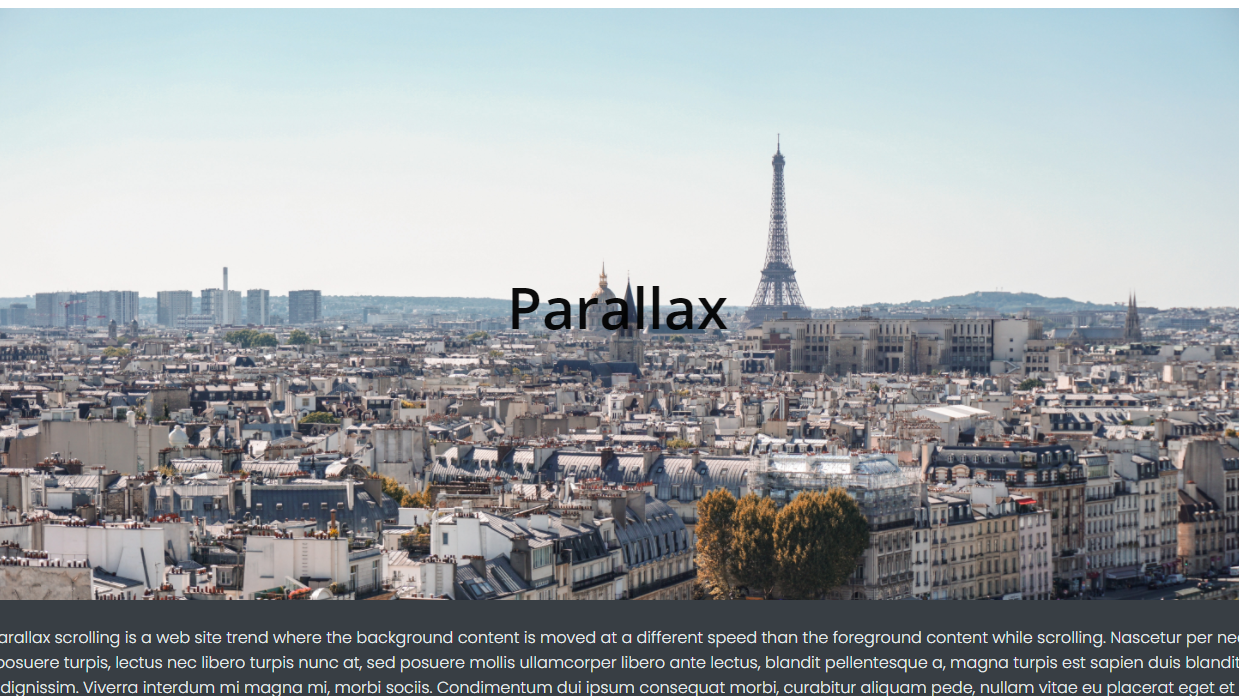 Parallax
arallax scrolling is a web site trend where the background content is moved at a different speed than the foreground content while scrolling. Nascetur per ne
posuere turpis, lectus nec libero turpis nunc at, sed posuere mollis ullamcorper libero ante lectus, blandit pellentesque a, magna turpis est sapien duis blandit
dignissim. Viverra interdum mi magna mi, morbi sociis. Condimentum dui ipsum consequat morbi, curabitur aliquam pede, nullam vitae eu placerat eget et